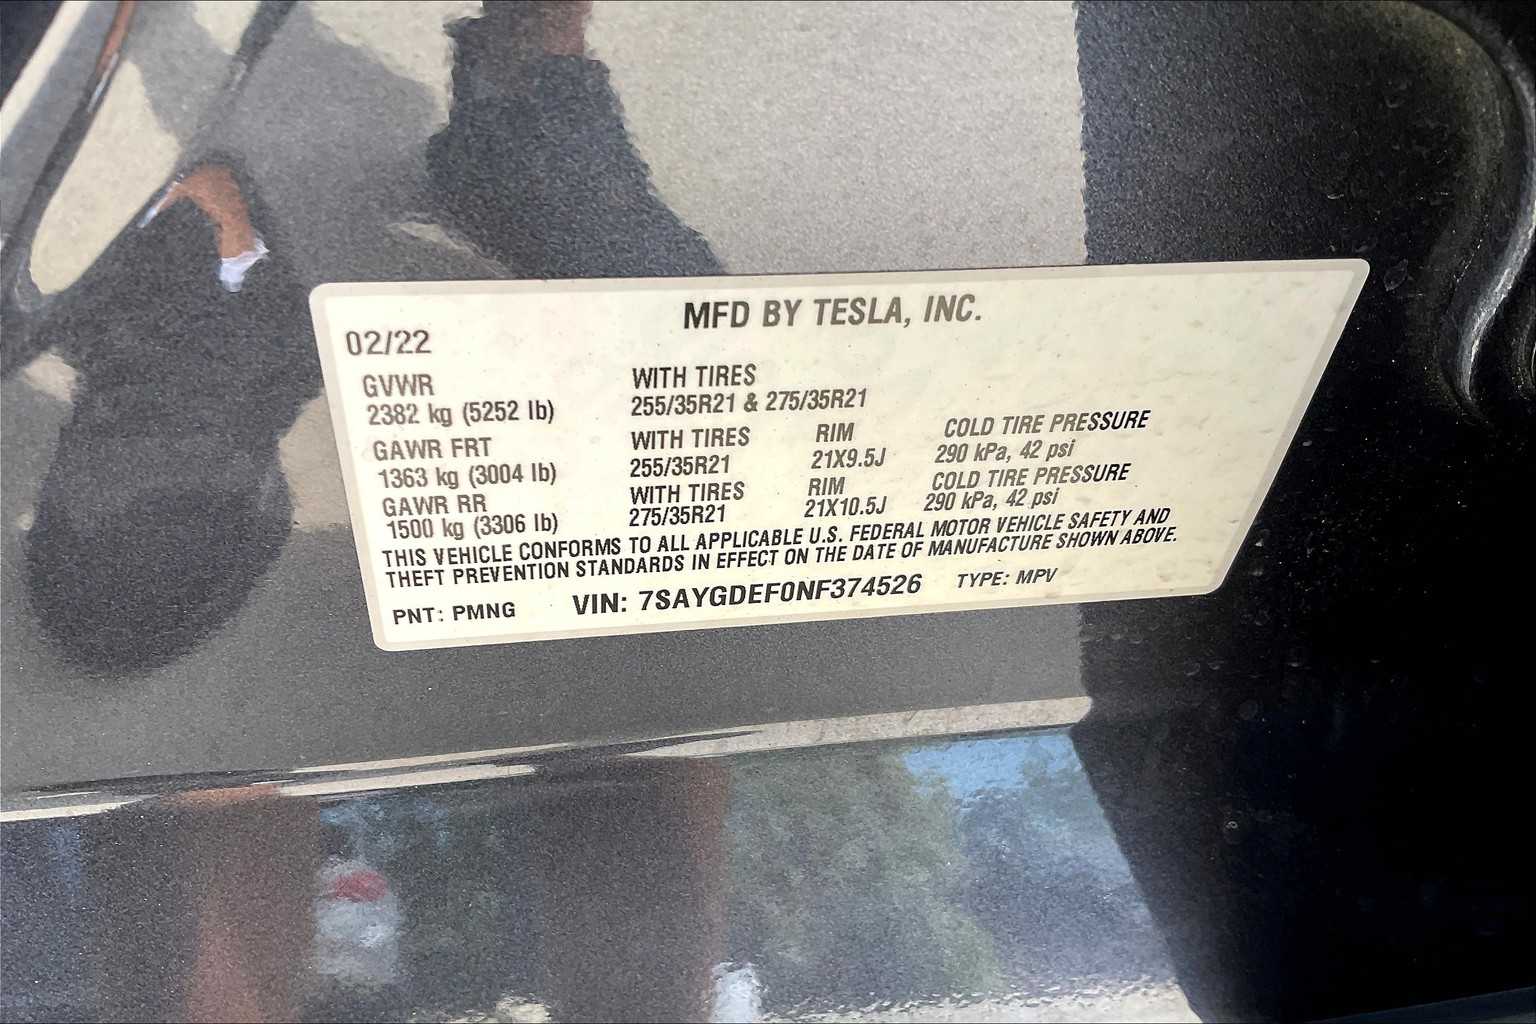 MFD BY TESLA, INC.
02/22
GVWR WITH TIRES
2382 kg (5252 lb) 255/35R21 & 275/35R21
GAWR FRT WITH TIRES RIM COLD TIRE PRESSURE
1363 kg (3004 lb) 255/35R21 21X9.5J 290 kPa, 42 psi
GAWR RR WITH TIRES RIM COLD TIRE PRESSURE
1500 kg (3306 lb) 275/35R21 21X10.5J 290 kPa, 42 psi
THIS VEHICLE CONFORMS TO ALL APPLICABLE U.S. FEDERAL MOTOR VEHICLE SAFETY AND
THEFT PREVENTION STANDARDS IN EFFECT ON THE DATE OF MANUFACTURE SHOWN ABOVE.
PNT: PMNG VIN: 7SAYGDEF0NF374526 TYPE: MPV